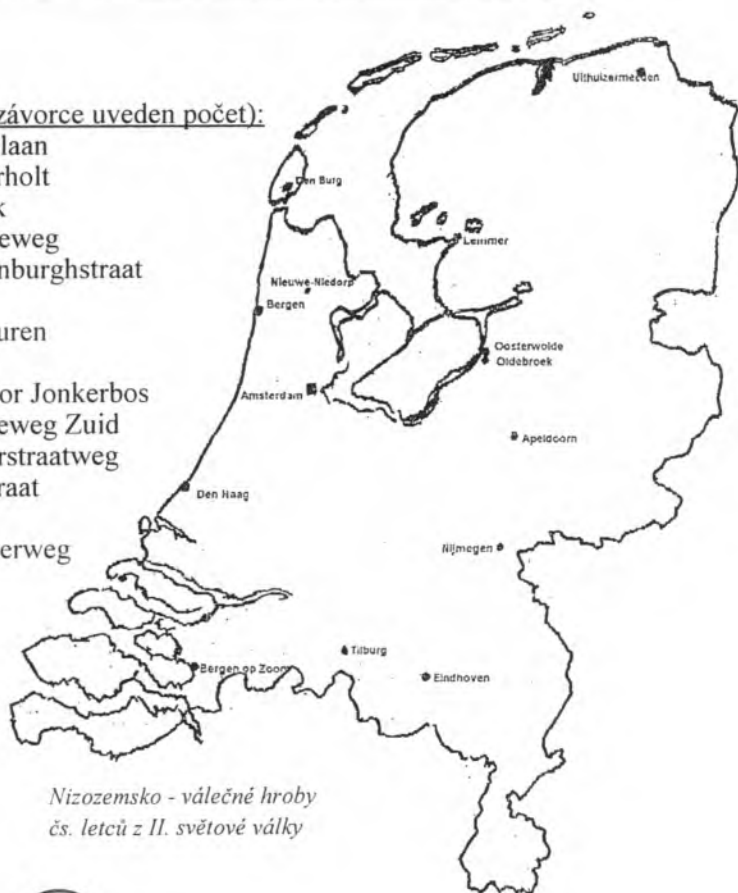 závorce uveden počet):
laan
rholt
k
eweg
nburghstraat
uren
or Jonkerbos
eweg Zuid
rstraatweg
raat
erweg
Uithuizermeeden
Den Burg
Lemmer
Nieuwe-Niedorp
Bergen
Oosterwolde
Oldebroek
Amsterdam
Apeldoorn
Den Haag
Nijmegen
Tilburg
Bergen op Zoom
Eindhoven
Nizozemsko - válečné hroby
čs. letců z II. světové války